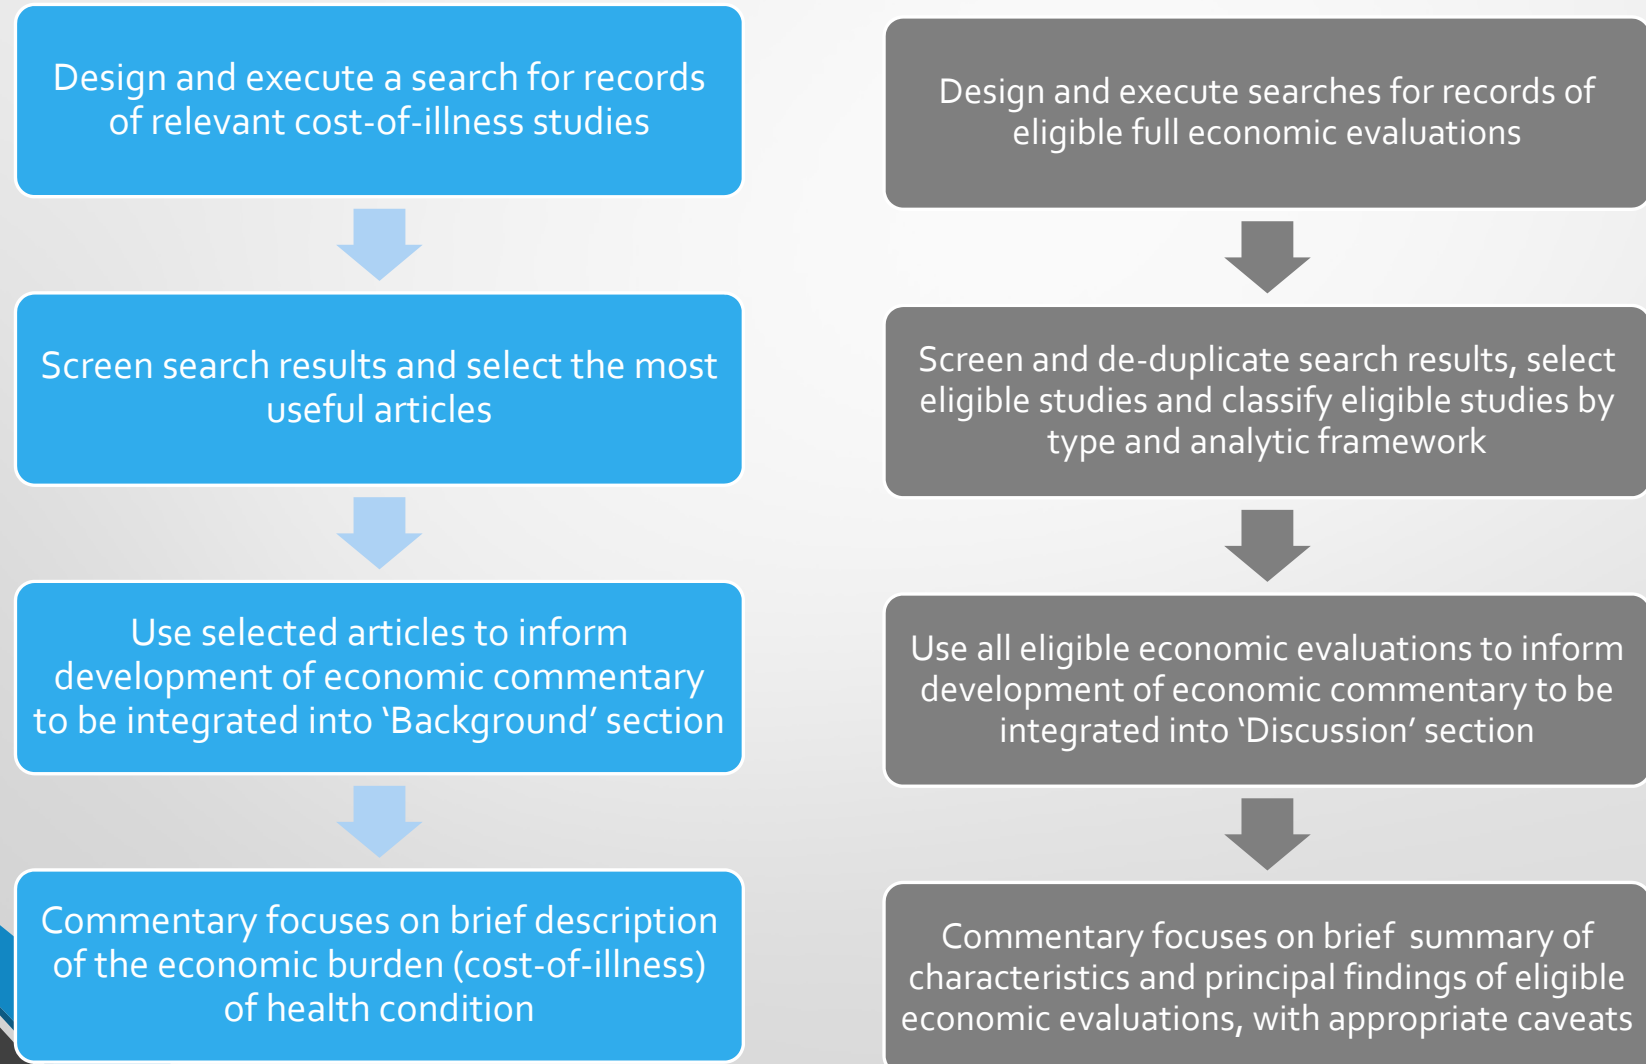 Design and execute a search for records
of relevant cost-of-illness studies
Screen search results and select the most
useful articles
Use selected articles to inform
development of economic commentary
to be integrated into ‘Background’ section
Commentary focuses on brief description
of the economic burden (cost-of-illness)
of health condition
Design and execute searches for records of
eligible full economic evaluations
Screen and de-duplicate search results, select
eligible studies and classify eligible studies by
type and analytic framework
Use all eligible economic evaluations to inform
development of economic commentary to be
integrated into ‘Discussion’ section
Commentary focuses on brief  summary of
characteristics and principal findings of eligible
economic evaluations, with appropriate caveats